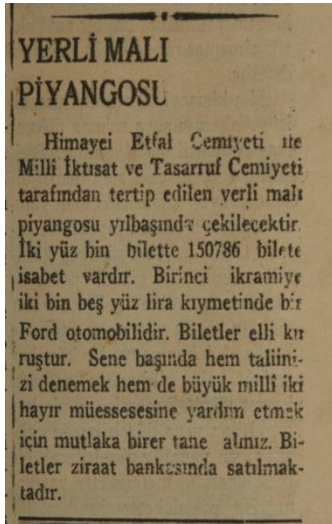 YERLİ MALI
PİYANGOSU
Himayei Etfal Cemiyeti ile
Milli İktısat ve Tasarruf Cemiyeti
tarafından tertip edilen yerli malı
piyangosu yılbaşında çekilecektir.
İki yüz bin bilette 150786 bilete
isabet vardır. Birinci ikramiye
iki bin beş yüz lira kıymetinde bir
Ford otomobilidir. Biletler elli ku
ruştur. Sene başında hem taliini-
zi denemek hem de büyük millî iki
hayır müessesesine yardım etmek
için mutlaka birer tane alınız. Bi-
letler ziraat bankasında satılmak-
tadır.